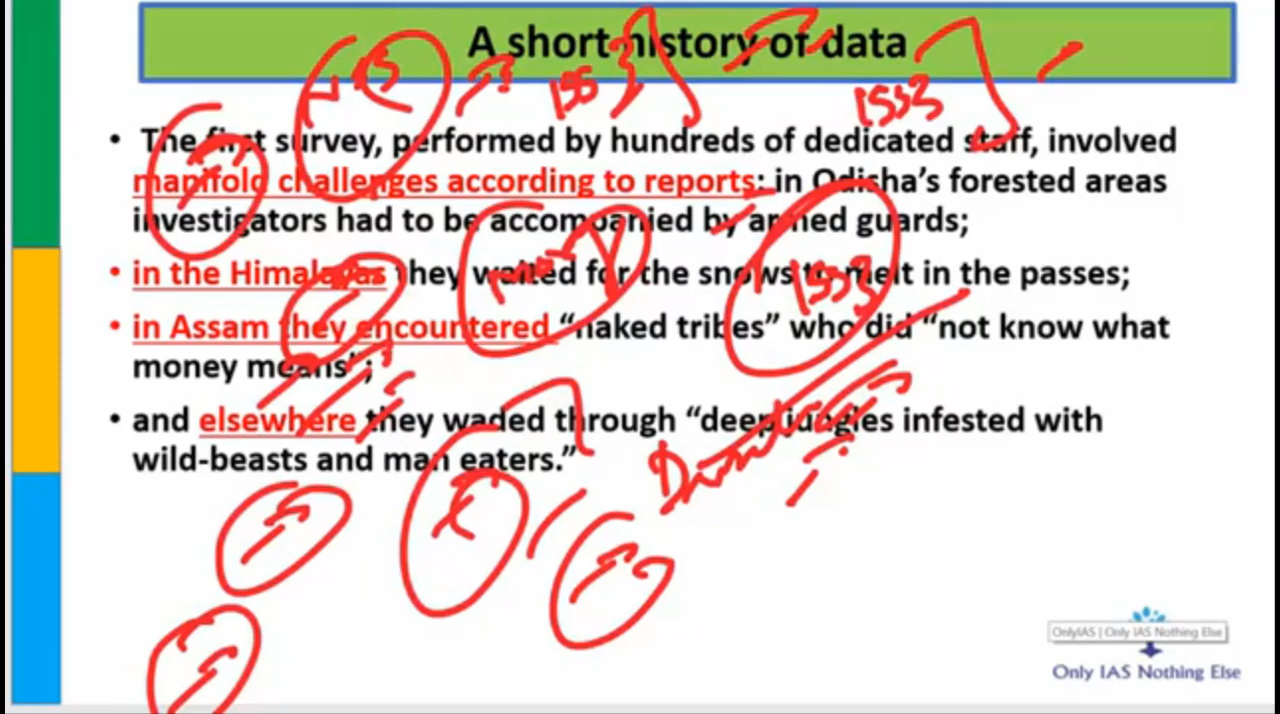 A short history of data
• The first survey, performed by hundreds of dedicated staff, involved
manifold challenges according to reports: in Odisha's forested areas
investigators had to be accompanied by armed guards;
• in the Himalayas they waited for the snows to melt in the passes;
• in Assam they encountered “naked tribes” who did “not know what
money means”;
• and elsewhere they waded through “deep jungles infested with
wild-beasts and man eaters.”
1553
1553
OnlyIAS | Only IAS Nothing Else
Only IAS Nothing Else